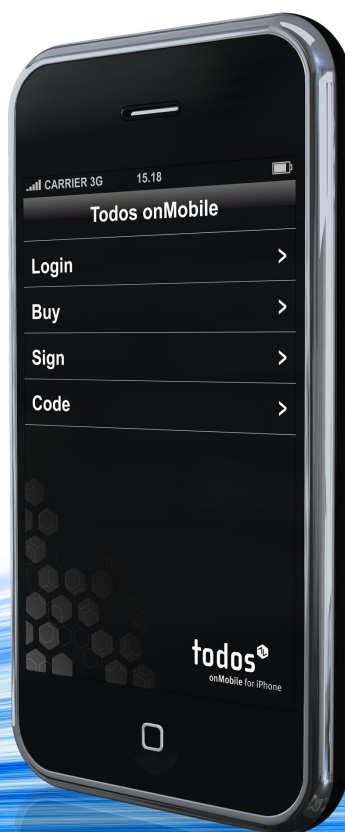 CARRIER 3G 15.18
Todos onMobile
Login >
Buy >
Sign >
Code >
todos
onMobile for iPhone